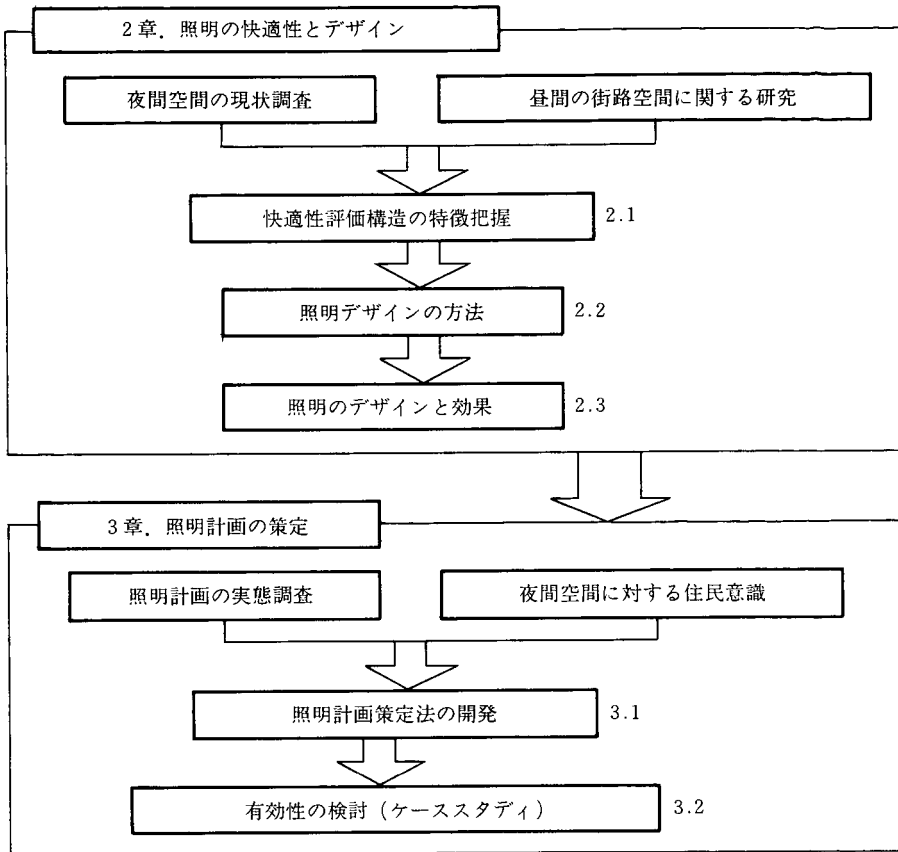 2章．照明の快適性とデザイン
夜間空間の現状調査
昼間の街路空間に関する研究
快適性評価構造の特徴把握 2.1
照明デザインの方法 2.2
照明のデザインと効果 2.3
3章．照明計画の策定
照明計画の実態調査
夜間空間に対する住民意識
照明計画策定法の開発 3.1
有効性の検討（ケーススタディ） 3.2